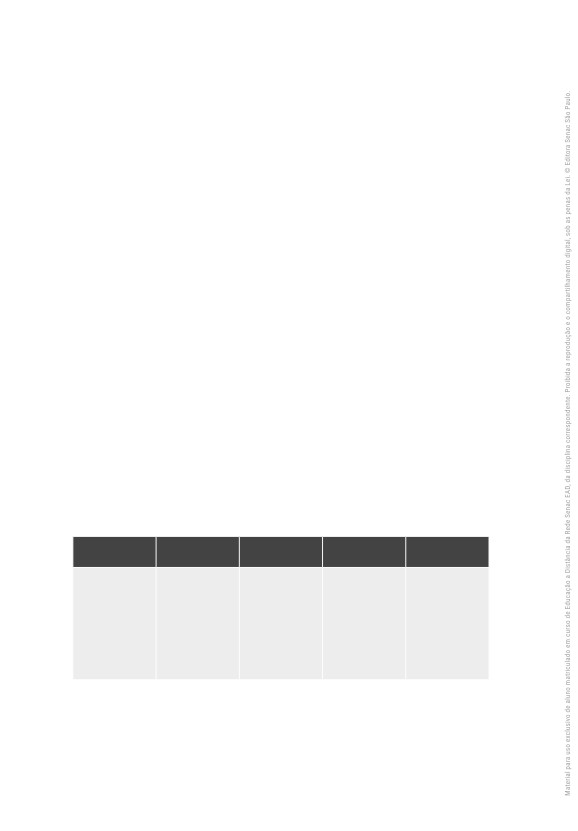 Material para uso exclusivo de aluno matriculado em curso de Educação a Distância da Rede Senac EAD, da disciplina correspondente. Proibida a reprodução e o compartilhamento digital, sob as penas da Lei. © Editora Senac São Paulo.